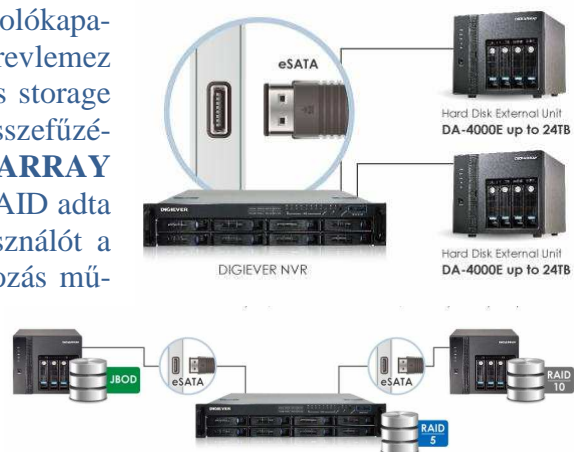 olókapa-
revlemez
s storage
sszefűzé-
ARRAY
AID adta
sználót a
ozás mű-
eSATA
Hard Disk External Unit
DA-4000E up to 24TB
DIGIEVER
DIGIEVER NVR
Hard Disk External Unit
DA-4000E up to 24TB
JBOD
eSATA
eSATA
RAID
10
DIGIEVER
RAID
5